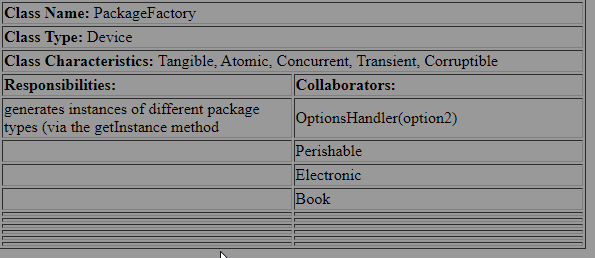 Class Name: PackageFactory
Class Type: Device
Class Characteristics: Tangible, Atomic, Concurrent, Transient, Corruptible
Responsibilities: Collaborators:
generates instances of different package
types (via the getInstance method
OptionsHandler(option2)
Perishable
Electronic
Book